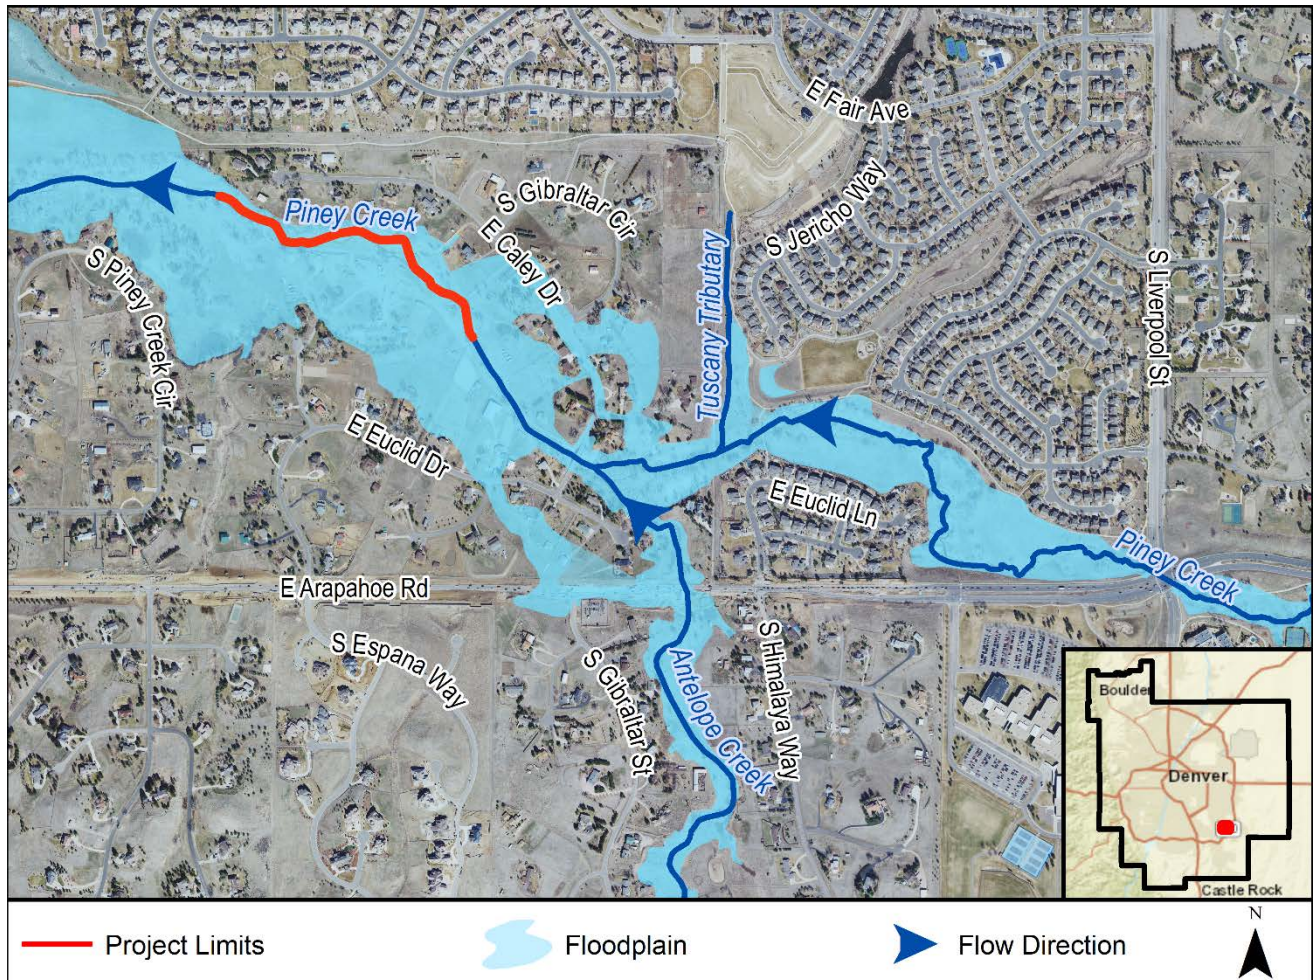 E Fair Ave
S Gibraltar Cir
Piney Creek
E Caley Dr
S Jericho Way
S Piney Creek Cir
Tuscany Tributary
S Liverpool St
E Euclid Dr
E Euclid Ln
Piney Creek
E Arapahoe Rd
S Espana Way
S Gibraltar St
Antelope Creek
S Himalaya Way
Boulder
Denver
Castle Rock
Project Limits
Floodplain
Flow Direction
N